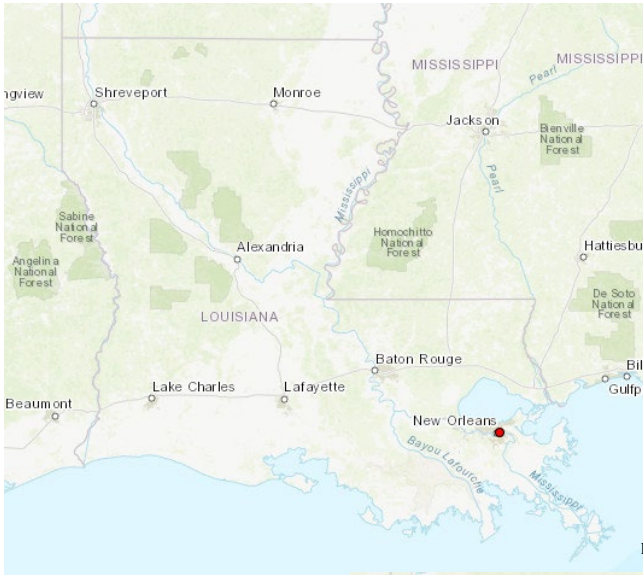 MISSISSIPPI
MISSISSIPPI
Pearl
ngview
Shreveport
Monroe
Jackson
Bienville
National
Forest
Pearl
Mississippi
Sabine
National
Forest
Homochitto
National
Forest
Alexandria
Hattiesbu
Angelina
National
Forest
De Soto
National
Forest
LOUISIANA
Baton Rouge
Bil
Gulfp
Lake Charles
Lafayette
Beaumont
New Orleans
Bayou Lafourche
Mississippi